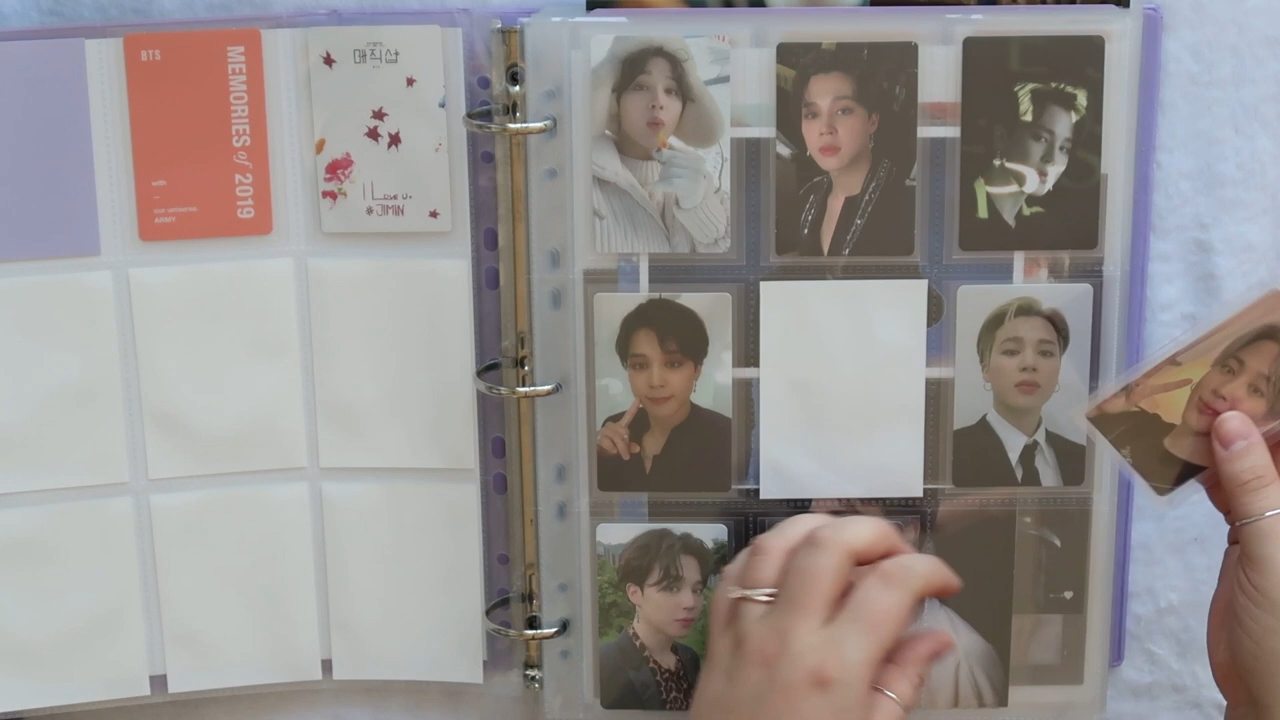 BTS
MEMORIES of 2019
with
our universe
ARMY
매직샵
I Love u.
#JIMIN